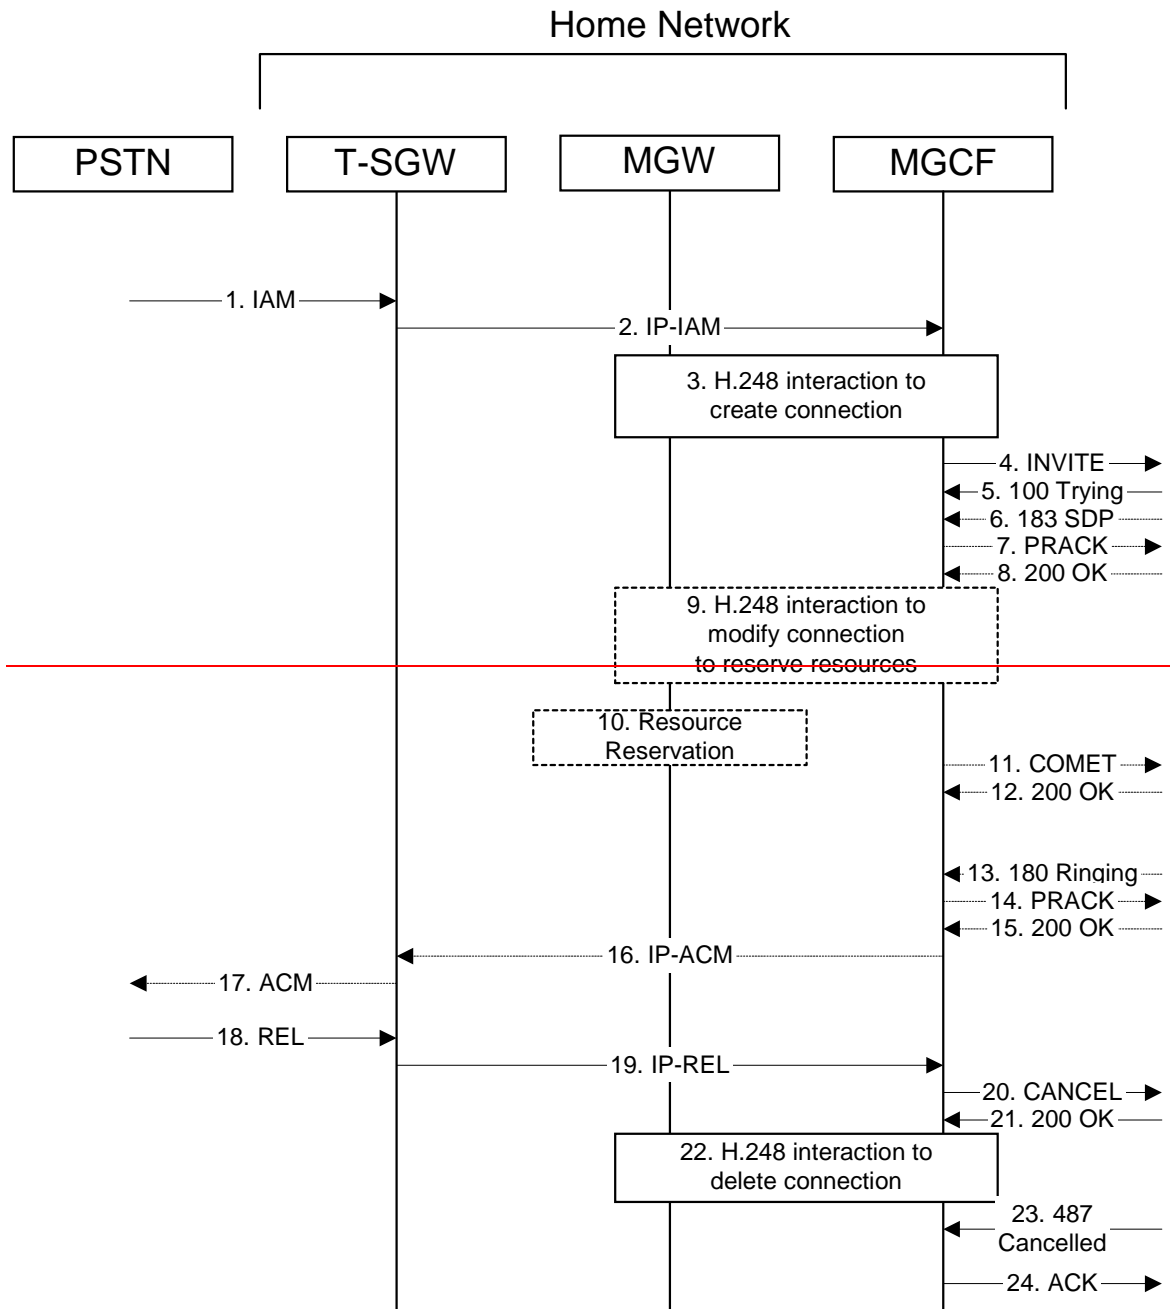 Home Network
PSTN
T-SGW
MGW
MGCF
1. IAM
2. IP-IAM
3. H.248 interaction to
create connection
4. INVITE
5. 100 Trying
6. 183 SDP
7. PRACK
8. 200 OK
9. H.248 interaction to
modify connection
to reserve resources
10. Resource
Reservation
11. COMET
12. 200 OK
13. 180 Ringing
14. PRACK
15. 200 OK
16. IP-ACM
17. ACM
18. REL
19. IP-REL
20. CANCEL
21. 200 OK
22. H.248 interaction to
delete connection
23. 487
Cancelled
24. ACK